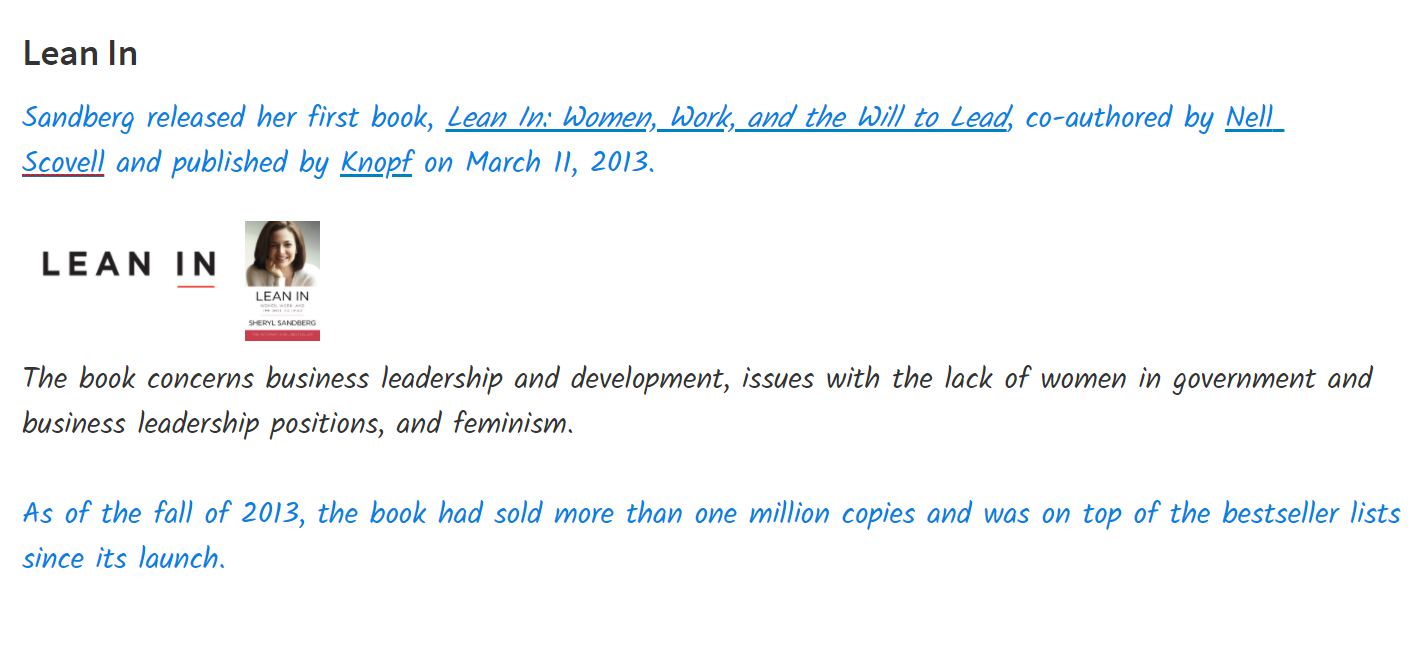 Lean In
Sandberg released her first book, Lean In: Women, Work, and the Will to Lead, co-authored by Nell
Scovell and published by Knopf on March 11, 2013.
LEAN IN
LEAN IN
WOMEN, WORK, AND
THE WILL TO LEAD
SHERYL SANDBERG
The book concerns business leadership and development, issues with the lack of women in government and
business leadership positions, and feminism.
As of the fall of 2013, the book had sold more than one million copies and was on top of the bestseller lists
since its launch.